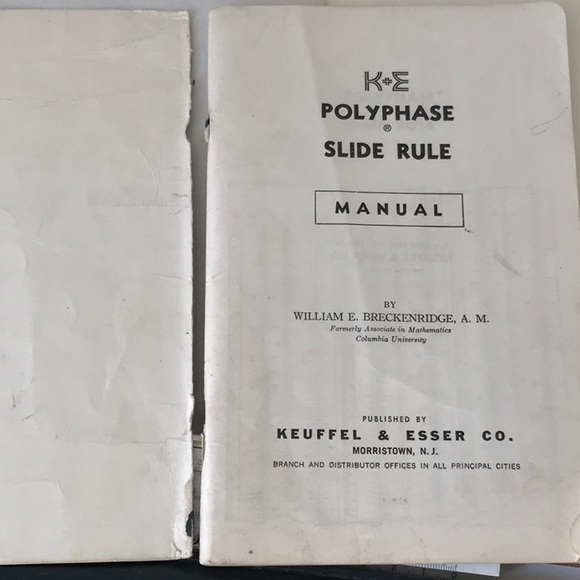 K+E
POLYPHASE
®
SLIDE RULE
MANUAL
BY
WILLIAM E. BRECKENRIDGE, A. M.
Formerly Associate in Mathematics
Columbia University
PUBLISHED BY
KEUFFEL & ESSER CO.
MORRISTOWN, N. J.
BRANCH AND DISTRIBUTOR OFFICES IN ALL PRINCIPAL CITIES